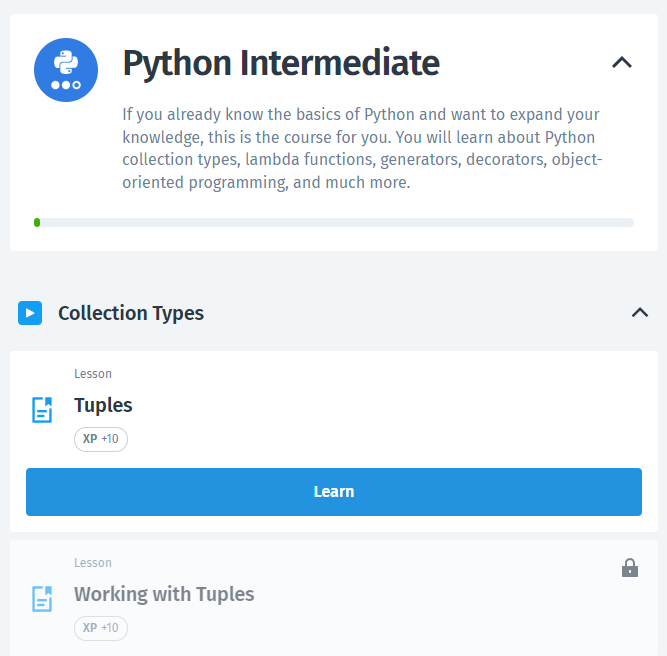 Python Intermediate
If you already know the basics of Python and want to expand your
knowledge, this is the course for you. You will learn about Python
collection types, lambda functions, generators, decorators, object-
oriented programming, and much more.
Collection Types
Lesson
Tuples
XP +10
Learn
Lesson
Working with Tuples
XP +10